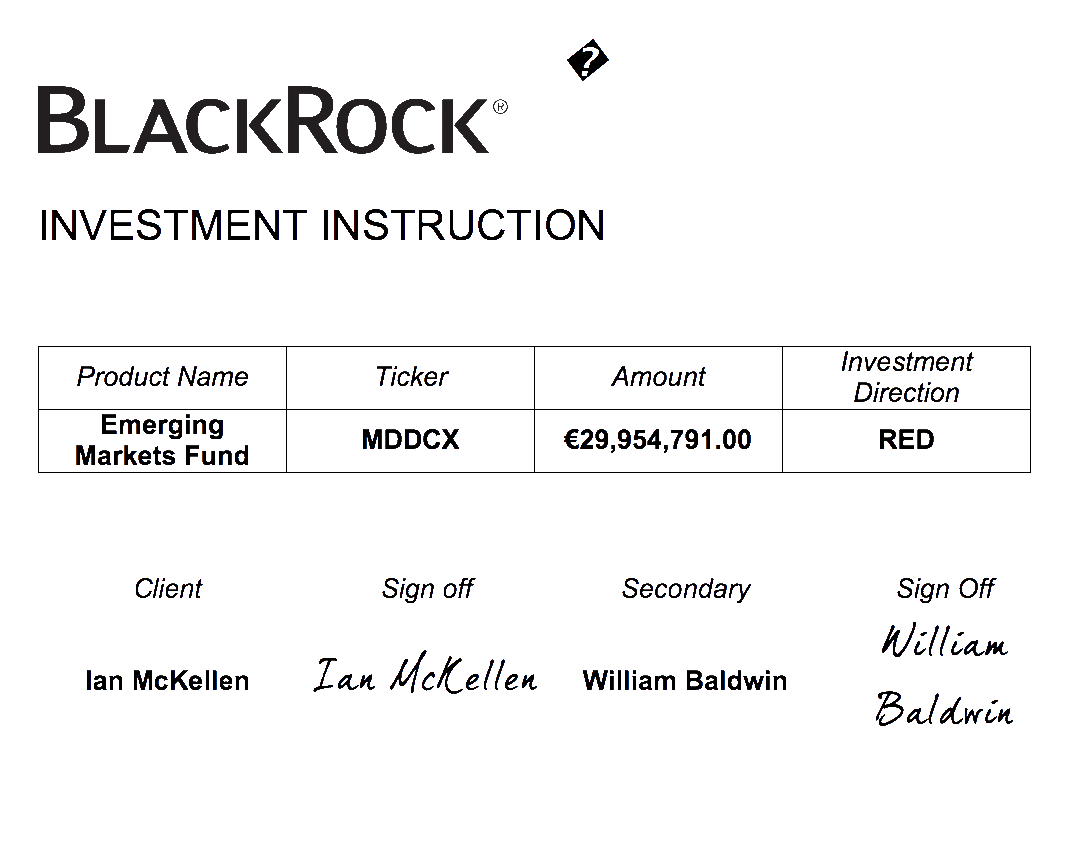 �
BLACKROCK®
INVESTMENT INSTRUCTION
Product Name Ticker Amount Investment Direction
Emerging Markets Fund MDDCX €29,954,791.00 RED
Client Sign off Secondary Sign Off
Ian McKellen Ian McKellen William Baldwin William Baldwin